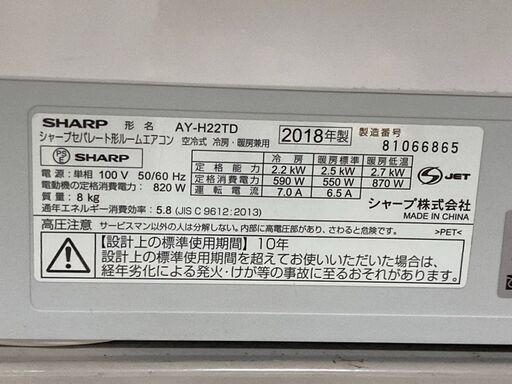 SHARP 形名 AY-H22TD 2018年製 製造番号 81066865
シャープセパレート形ルームエアコン 空冷式 冷房・暖房兼用
PSE SHARP
冷房 暖房標準 暖房低温
定格能力 2.2 kW 2.5 kW 2.7 kW
定格消費電力 590 W 550 W 870 W
運転電流 7.0 A 6.5 A
S JET
電源:単相 100 V 50/60 Hz
電動機の定格消費電力: 820 W
質量:8 kg
通年エネルギー消費効率:5.8 (JIS C 9612:2013)
シャープ株式会社
MADE IN CHINA
高圧注意 サービスマン以外の人は分解しない。内部に高電圧部があり、さわると危険です。 >PET<
【設計上の標準使用期間】10年
設計上の標準使用期間を超えてお使いいただいた場合は、
経年劣化による発火・けが等の事故に至るおそれがあります。